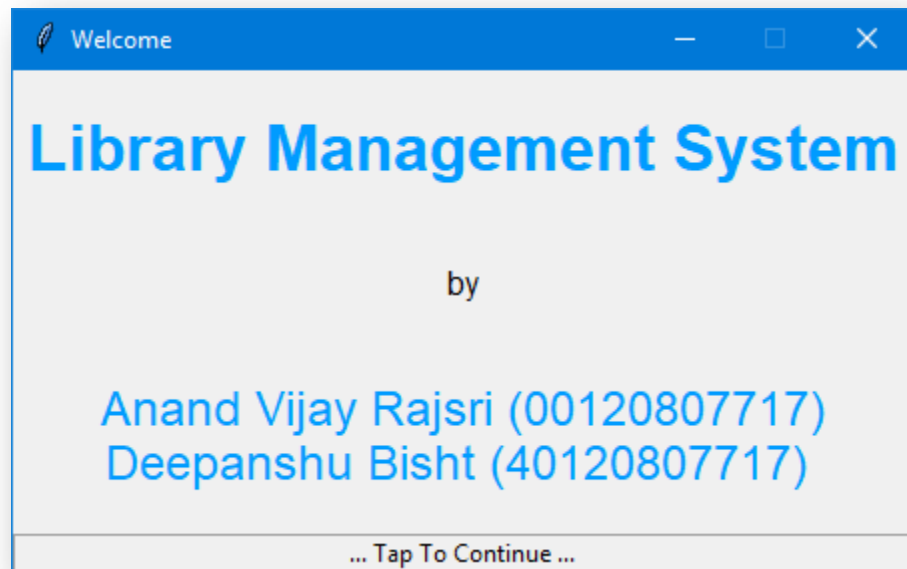 Welcome
Library Management System
by
Anand Vijay Rajsri (00120807717)
Deepanshu Bisht (40120807717)
... Tap To Continue ...